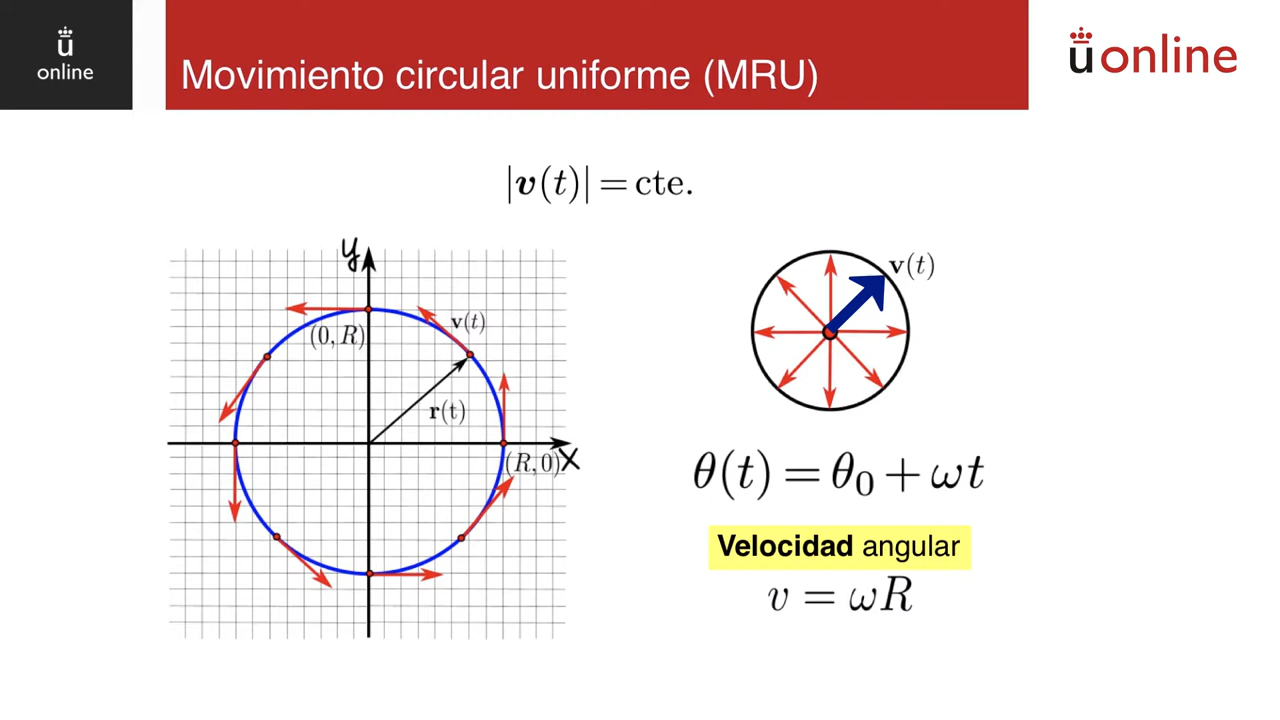 ü
online
Movimiento circular uniforme (MRU)
ü online
|v(t)| = cte.
y
(0, R)
v(t)
r(t)
(R, 0) X
v(t)
θ(t) = θ₀ + ωt
Velocidad angular
v = ωR